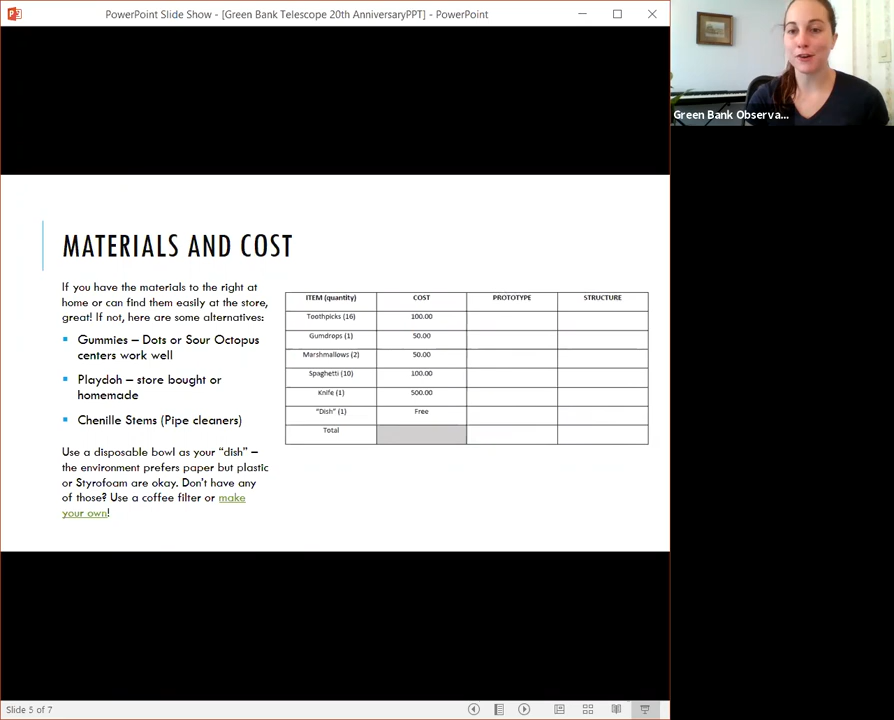 PowerPoint Slide Show - [Green Bank Telescope 20th AnniversaryPPT] - PowerPoint
Green Bank Observa...
MATERIALS AND COST
If you have the materials to the right at
home or can find them easily at the store,
great! If not, here are some alternatives:
Gummies – Dots or Sour Octopus
centers work well
Playdoh – store bought or
homemade
Chenille Stems (Pipe cleaners)
Use a disposable bowl as your “dish” –
the environment prefers paper but plastic
or Styrofoam are okay. Don't have any
of those? Use a coffee filter or make
your own!
ITEM (quantity) COST PROTOTYPE STRUCTURE
Toothpicks (16) 100.00
Gumdrops (1) 50.00
Marshmallows (2) 50.00
Spaghetti (10) 100.00
Knife (1) 500.00
“Dish” (1) Free
Total
Slide 5 of 7